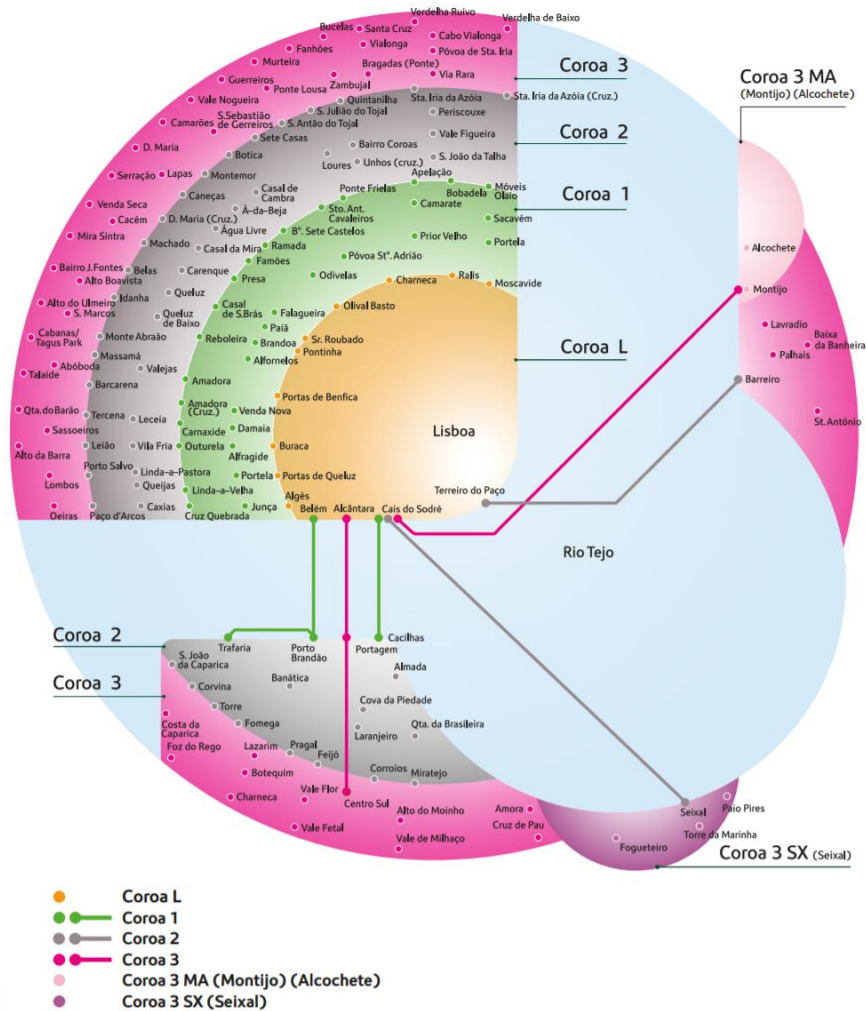 Verdelha Ruivo
Verdelha de Baixo
Bucelas
Santa Cruz
Cabo Vialonga
Fanhões
Vialonga
Póvoa de Sta. Iria
Murteira
Bragadas (Ponte)
Coroa 3
Guerreiros
Zambujal
Via Rara
Coroa 3 MA
(Montijo) (Alcochete)
Ponte Lousa
Vale Nogueira
Quintanilha
Sta. Iria da Azóia
Sta. Iria da Azóia (Cruz.)
S. Julião do Tojal
Periscouxe
S.Sebastião
de Gerreiros
S. Antão do Tojal
Camarões
Coroa 2
Sete Casas
Vale Figueira
D. Maria
Bairro Coroas
Botica
Loures
Unhos (cruz.)
S. João da Talha
Serração
Lapas
Montemor
Apelação
Coroa 1
Ponte Frielas
Bobadela
Móveis
Olaio
Caneças
Casal de
Cambra
Venda Seca
Sto. Ant.
Cavaleiros
Camarate
Cacém
À-da-Beja
D. Maria (Cruz.)
Sacavém
Água Livre
Bº. Sete Castelos
Mira Sintra
Prior Velho
Machado
Casal da Mira
Ramada
Portela
Alcochete
Póvoa Stº. Adrião
Famões
Bairro J.Fontes
Belas
Carenque
Odivelas
Presa
Charneca
Ralis
Alto Boavista
Moscavide
Montijo
Idanha
Queluz
Alto do Ulmeiro
Casal
de S.Brás
Falagueira
Olival Basto
S. Marcos
Queluz
de Baixo
Lavradio
Paiã
Cabanas/
Tagus Park
Monte Abraão
Reboleira
Brandoa
Sr. Roubado
Baixa
da Banheira
Pontinha
Palhais
Massamá
Alfornelos
Coroa L
Abóboda
Valejas
Talaíde
Barcarena
Amadora
Barreiro
Portas de Benfica
Qta. do Barão
Amadora
(Cruz.)
Venda Nova
Tercena
Leceia
St. António
Carnaxide
Damaia
Lisboa
Sassoeiros
Leião
Vila Fria
Outurela
Buraca
Alto da Barra
Alfragide
Porto Salvo
Linda–a–Pastora
Portela
Portas de Queluz
Lombos
Queijas
Linda–a–Velha
Terreiro do Paço
Algés
Oeiras
Paço d'Arcos
Caxias
Cruz Quebrada
Junça
Belém
Alcântara
Cais do Sodré
Rio Tejo
Coroa 2
Trafaria
Porto
Brandão
Portagem
Cacilhas
S. João
da Caparica
Almada
Coroa 3
Corvina
Banática
Torre
Cova da Piedade
Costa da
Caparica
Fomega
Qta. da Brasileira
Laranjeiro
Foz do Rego
Lazarim
Pragal
Feijó
Botequim
Corroios
Miratejo
Charneca
Vale Flor
Centro Sul
Seixal
Paio Pires
Alto do Moinho
Amora
Vale Fetal
Cruz de Pau
Torre da Marinha
Vale de Milhaço
Fogueteiro
Coroa 3 SX (Seixal)
Coroa L
Coroa 1
Coroa 2
Coroa 3
Coroa 3 MA (Montijo) (Alcochete)
Coroa 3 SX (Seixal)